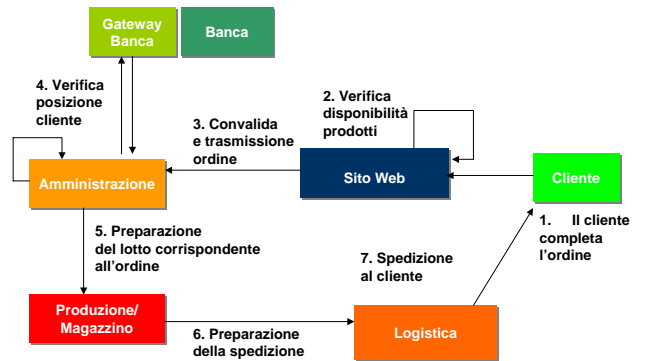 Gateway
Banca
Banca
4. Verifica
posizione
cliente
2. Verifica
disponibilità
prodotti
3. Convalida
e trasmissione
ordine
Amministrazione
Sito Web
Cliente
1. Il cliente
completa
l'ordine
5. Preparazione
del lotto corrispondente
all'ordine
7. Spedizione
al cliente
Produzione/
Magazzino
6. Preparazione
della spedizione
Logistica